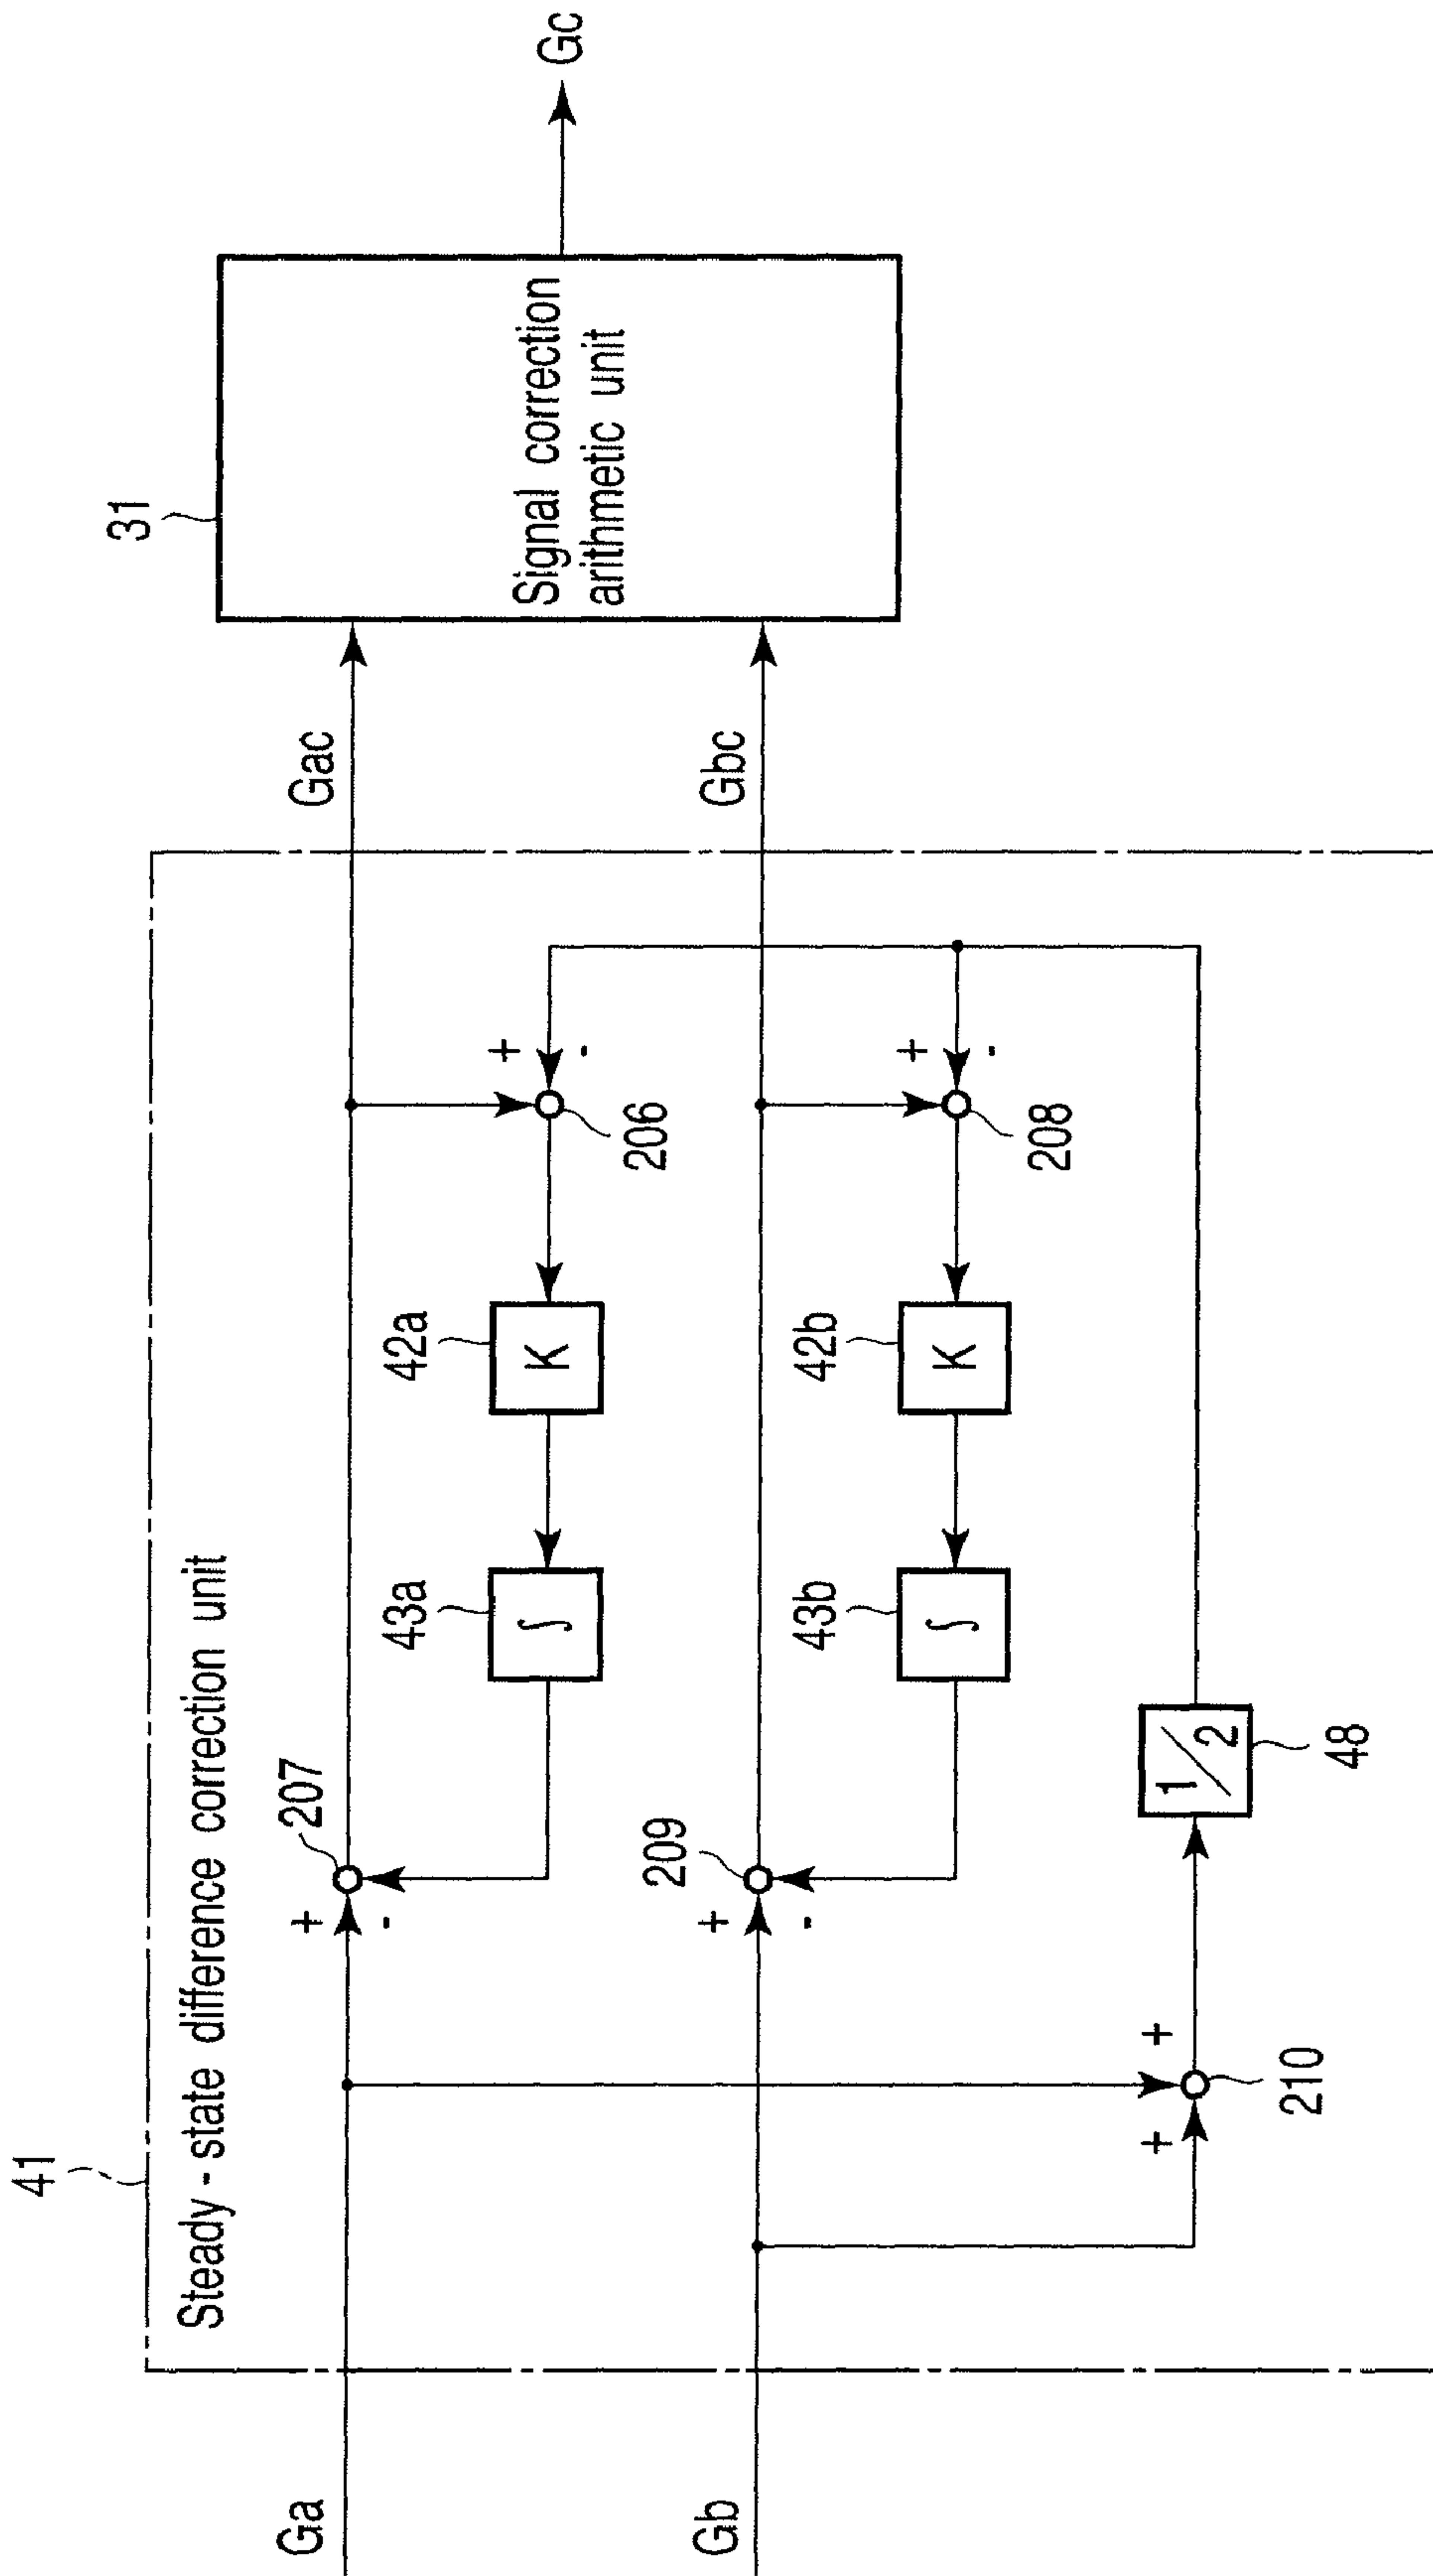 41
Steady - state difference correction unit
31
Ga
+
-
207
Gac
43a
∫
42a
K
+
-
206
Signal correction
arithmetic unit
Gc
Gb
+
-
209
Gbc
43b
∫
42b
K
+
-
208
+
+
210
1/2
48